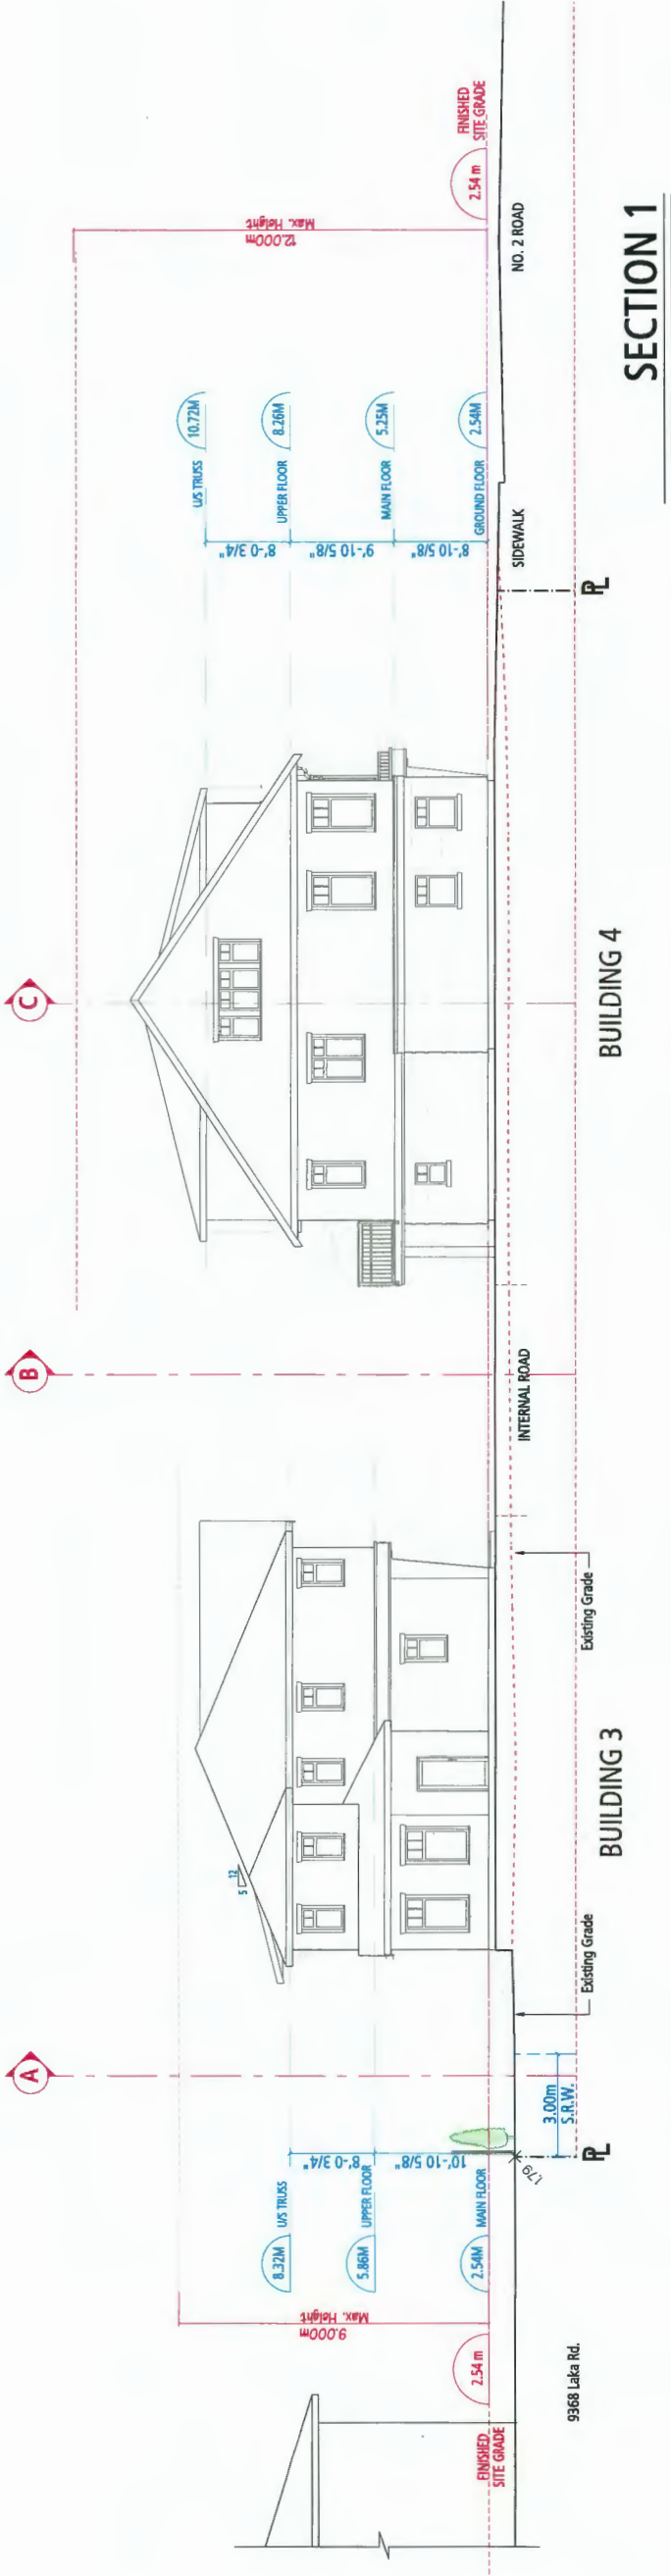 A
B
C
FINISHED
SITE GRADE
2.54 m
9.000m
Max. Height
8.32M
U/S TRUSS
5.86M
UPPER FLOOR
2.54M
MAIN FLOOR
8'-0 3/4"
10'-10 5/8"
9368 Laka Rd.
1.79
PL
3.00m
S.R.W.
5
12
Existing Grade
BUILDING 3
Existing Grade
INTERNAL ROAD
BUILDING 4
PL
SIDEWALK
8'-0 3/4"
9'-10 5/8"
8'-10 5/8"
U/S TRUSS
10.72M
UPPER FLOOR
8.26M
MAIN FLOOR
5.25M
GROUND FLOOR
2.54M
12.000m
Max. Height
NO. 2 ROAD
2.54 m
FINISHED
SITE GRADE
SECTION 1